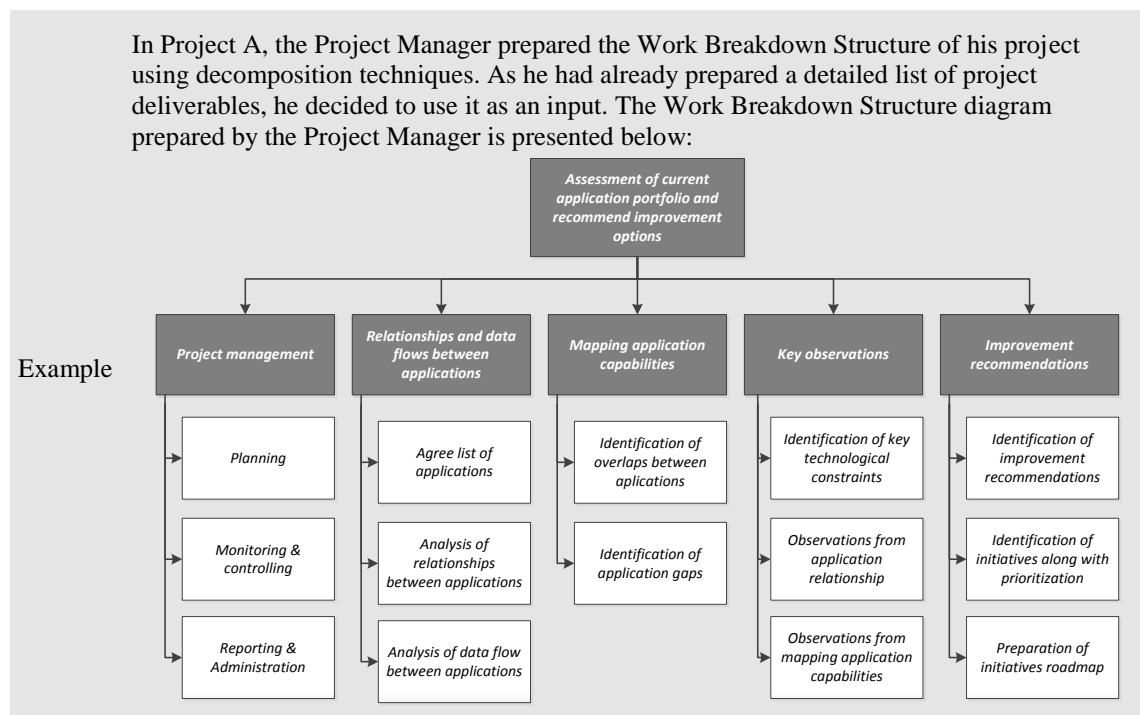 In Project A, the Project Manager prepared the Work Breakdown Structure of his project
using decomposition techniques. As he had already prepared a detailed list of project
deliverables, he decided to use it as an input. The Work Breakdown Structure diagram
prepared by the Project Manager is presented below:
Example
Assessment of current
application portfolio and
recommend improvement
options
Project management
Planning
Monitoring &
controlling
Reporting &
Administration
Relationships and data
flows between
applications
Agree list of
applications
Analysis of
relationships
between applications
Analysis of data flow
between applications
Mapping application
capabilities
Identification of
overlaps between
aplications
Identification of
application gaps
Key observations
Identification of key
technological
constraints
Observations from
application
relationship
Observations from
mapping application
capabilities
Improvement
recommendations
Identification of
improvement
recommendations
Identification of
initiatives along with
prioritization
Preparation of
initiatives roadmap